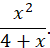 x²
4 + x.